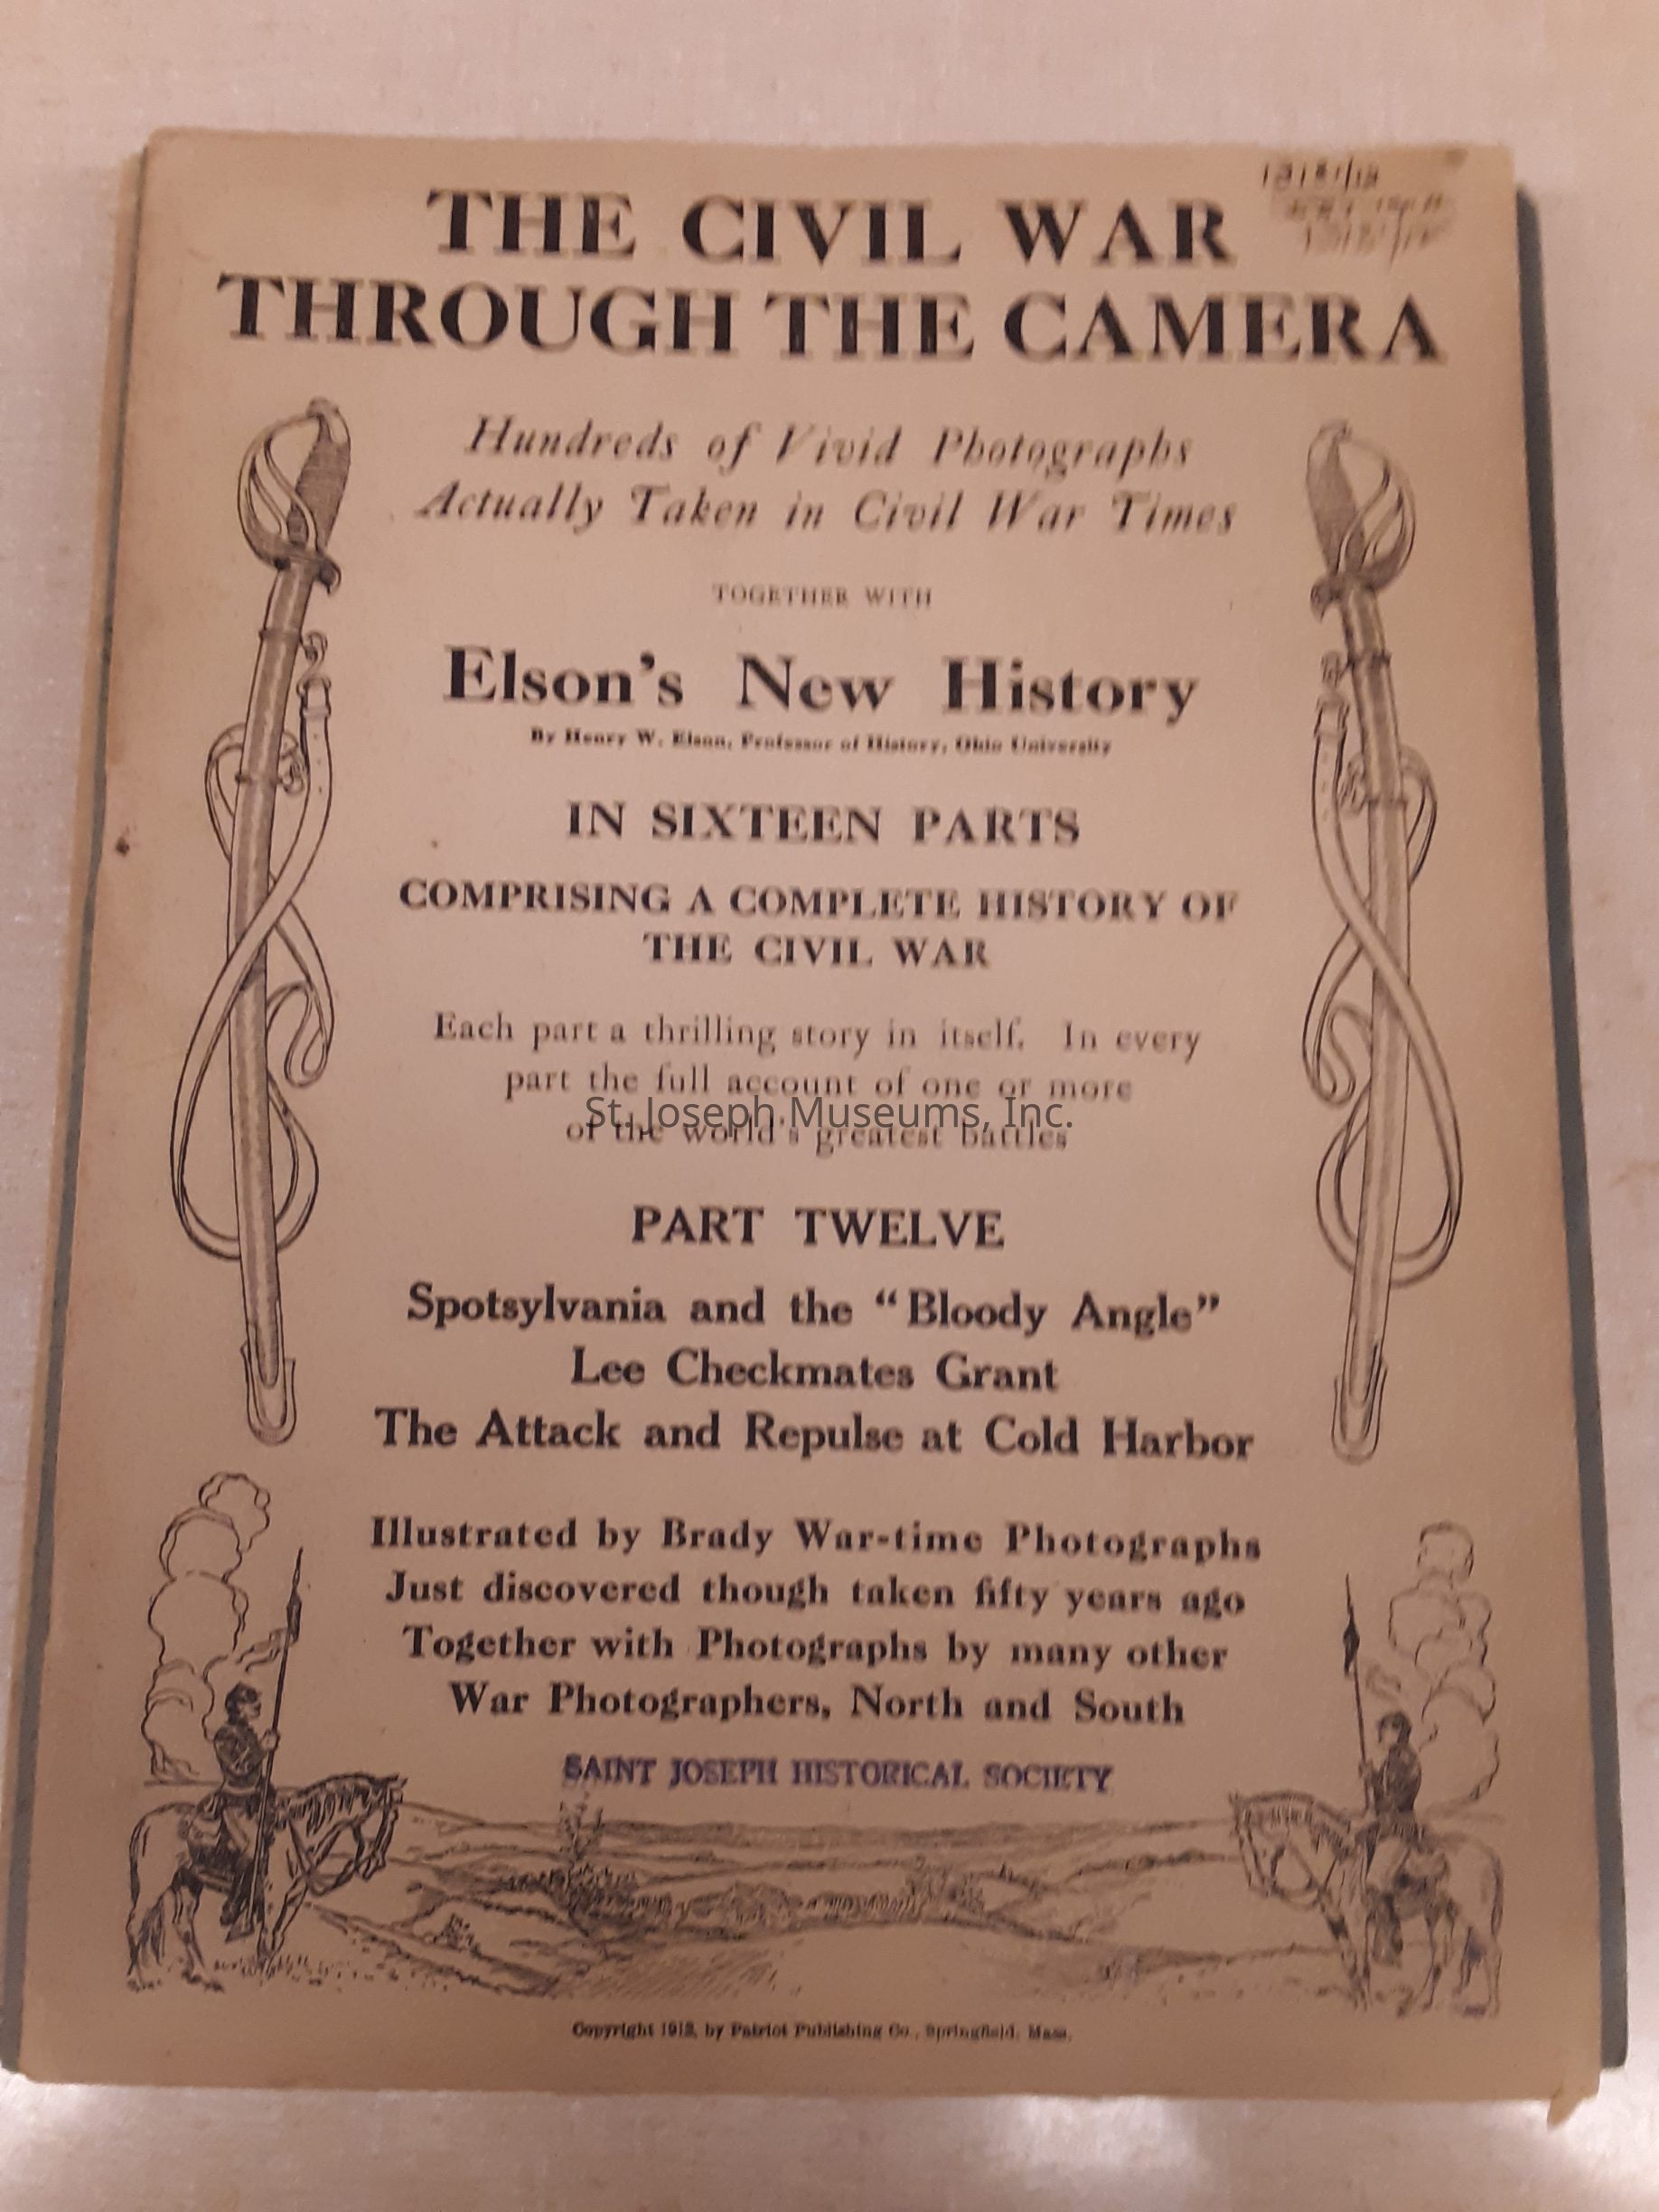 THE CIVIL WAR
THROUGH THE CAMERA
Hundreds of Vivid Photographs
Actually Taken in Civil War Times
TOGETHER WITH
Elson's New History
By Henry W. Elson, Professor of History, Ohio University
IN SIXTEEN PARTS
COMPRISING A COMPLETE HISTORY OF
THE CIVIL WAR
Each part a thrilling story in itself. In every
part the full account of one or more
St. Joseph Museums, Inc.
of the world's greatest battles
PART TWELVE
Spotsylvania and the “Bloody Angle”
Lee Checkmates Grant
The Attack and Repulse at Cold Harbor
Illustrated by Brady War-time Photographs
Just discovered though taken fifty years ago
Together with Photographs by many other
War Photographers, North and South
SAINT JOSEPH HISTORICAL SOCIETY
Copyright 1912, by Patriot Publishing Co., Springfield, Mass.